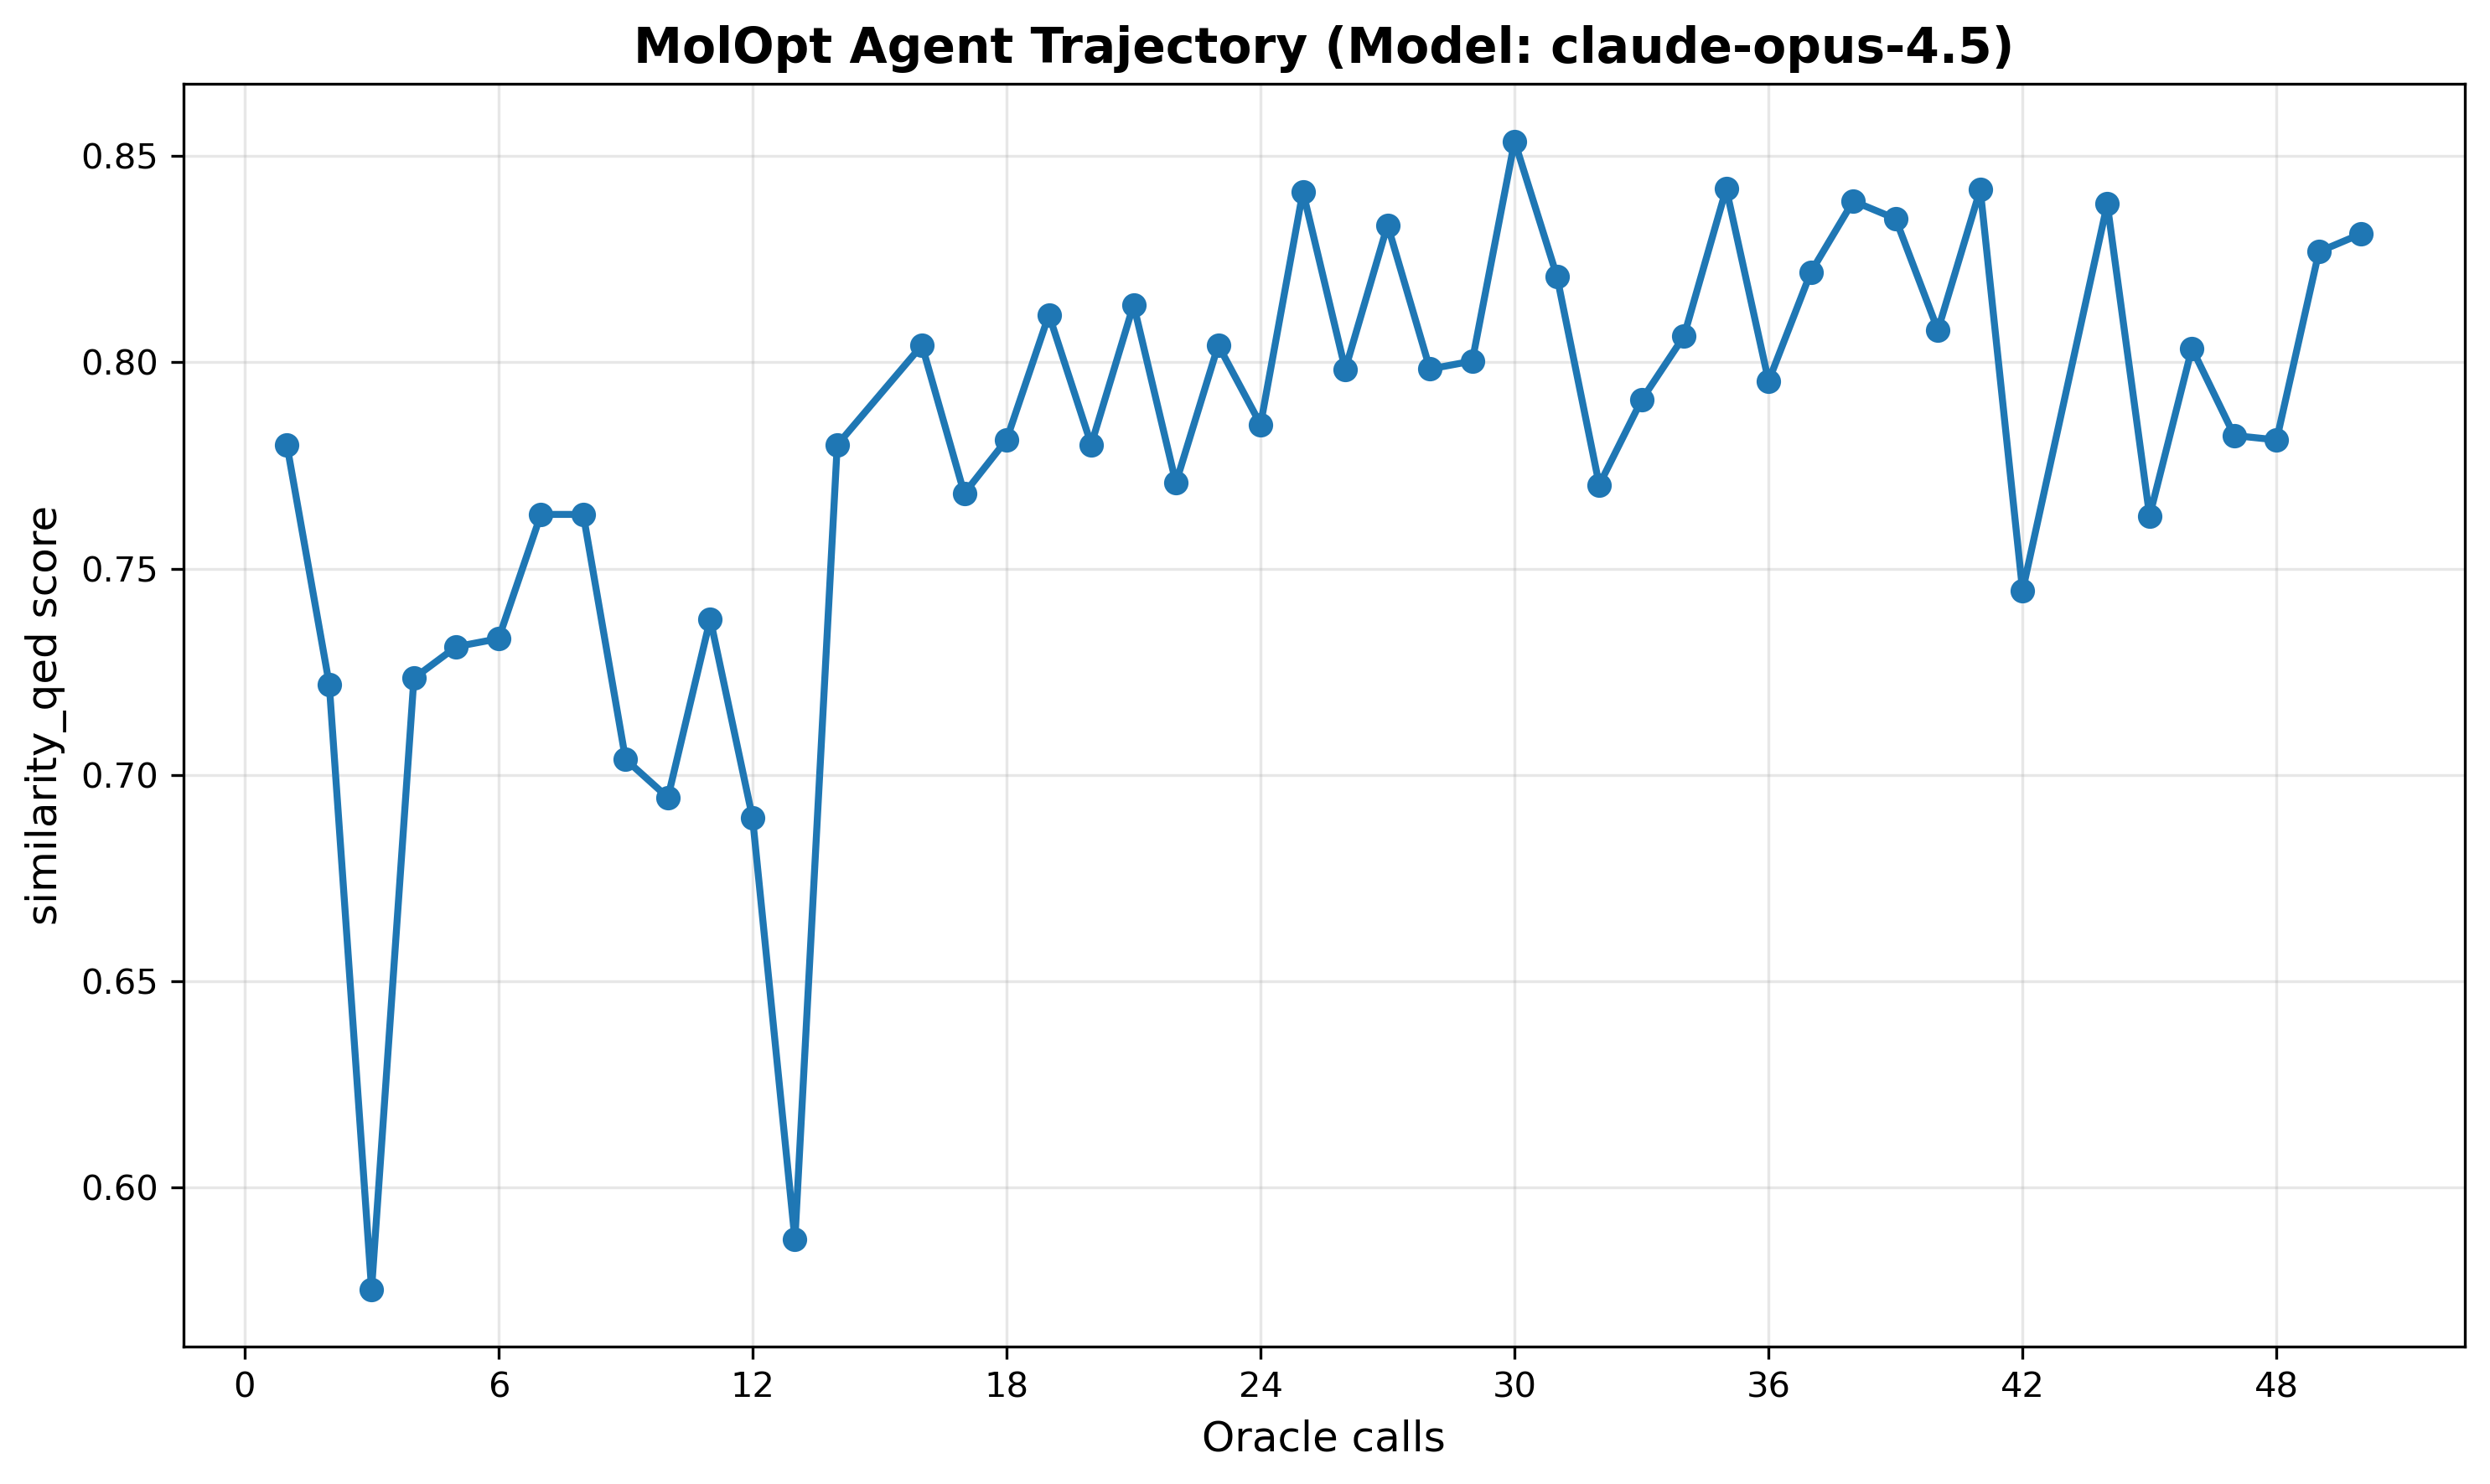 MolOpt Agent Trajectory (Model: claude-opus-4.5)
similarity_qed score
0.85
0.80
0.75
0.70
0.65
0.60
0 6 12 18 24 30 36 42 48
Oracle calls